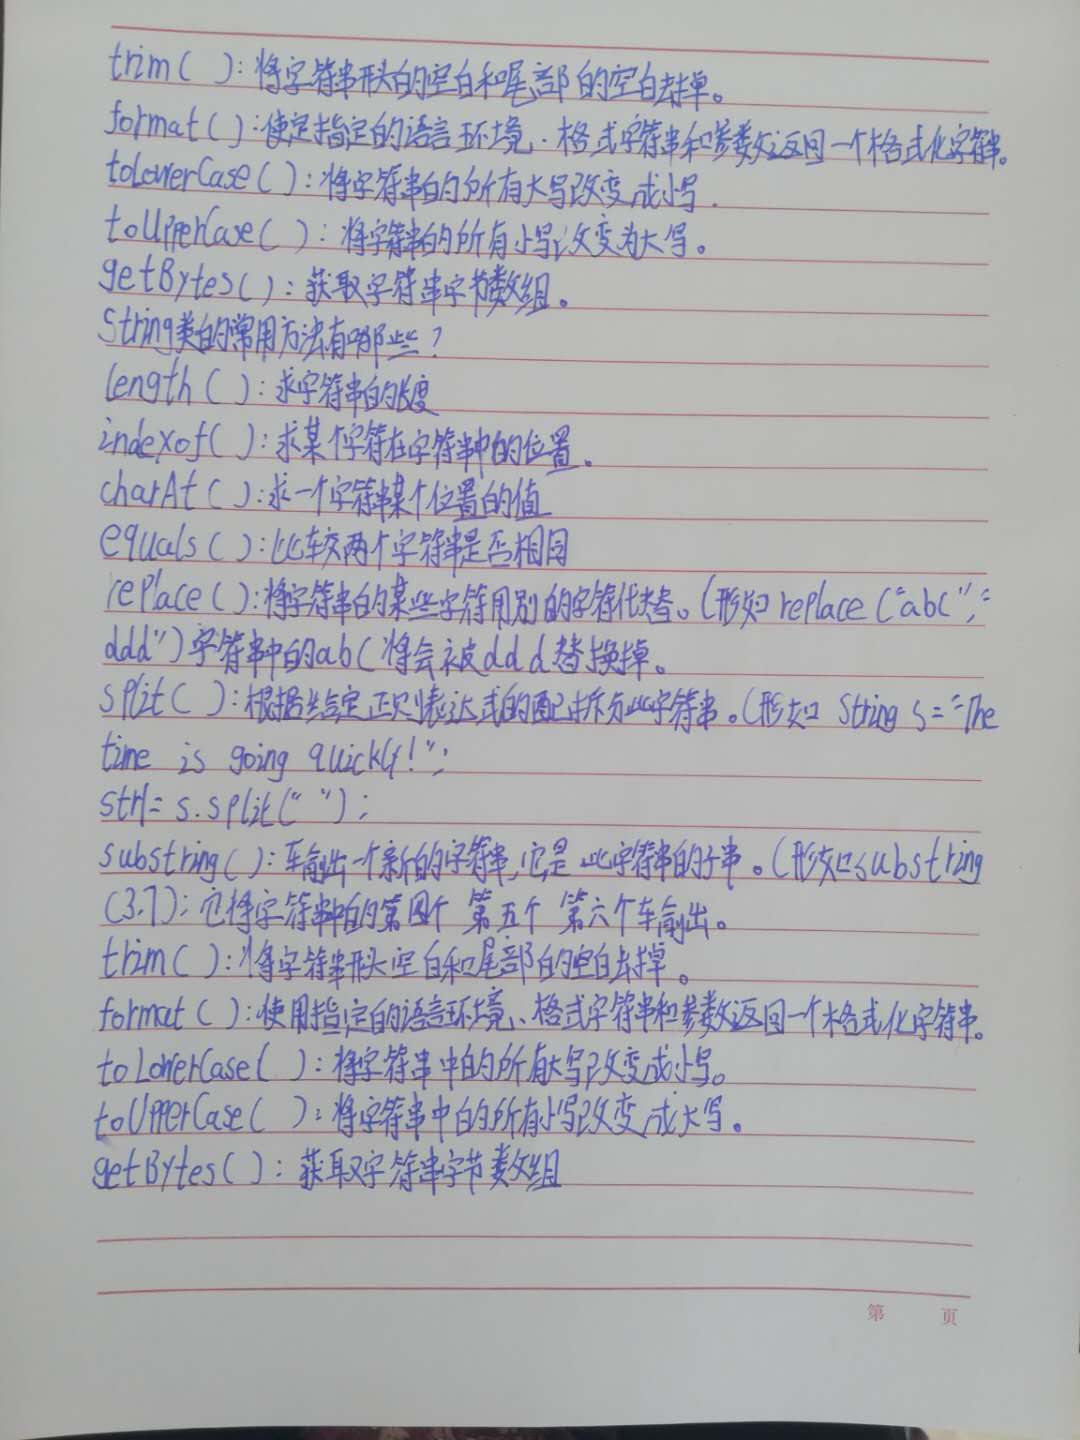 trim( ):将字符串形头的空白和尾部的空白去掉。
format( ):使定指定的语言环境.格式字符串和参数返回一个格式化字符串。
toLowerCase( ):将字符串的所有大写改变成小写.
toUpperCase( ):将字符串的所有小写改变为大写。
getBytes( ):获取字符串字节数组。
String类的常用方法有哪些?
length( ):求字符串的长度
indexof( ):求某个字符在字符串中的位置。
charAt( ):求一个字符串某个位置的值
equals( ):比较两个字符串是否相同
replace( ):将字符串的某些字符用别的字符代替。(形如replace("abc","
ddd")字符串中的abc将会被ddd替换掉。
split( ):根据给定正则表达式的匹配拆分此字符串。(形如 String s="The
time is going quickly!";
str1= s.split(" ");
substring( ):输出一个新的字符串,它是此字符串的子串。(形如substring
(3.7);它将字符串中的第四个 第五个 第六个输出。
trim( ):将字符串形头空白和尾部的空白去掉。
format( ):使用指定的语言环境、格式字符串和参数返回一个格式化字符串。
toLowerCase( ):将字符串中的所有大写改变成小写。
toUpperCase( ):将字符串中的所有小写改变成大写。
getBytes( ):获取字符串字节数组
第 页